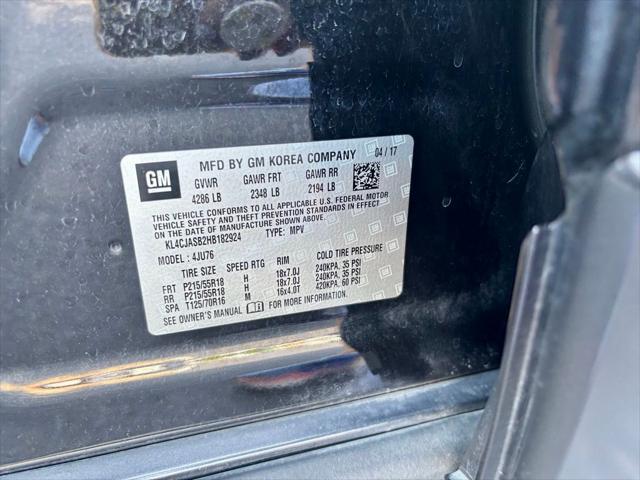 GM
MFD BY GM KOREA COMPANY 04 / 17
GVWR GAWR FRT GAWR RR
4286 LB 2348 LB 2194 LB
THIS VEHICLE CONFORMS TO ALL APPLICABLE U.S. FEDERAL MOTOR
VEHICLE SAFETY AND THEFT PREVENTION STANDARDS IN EFFECT
ON THE DATE OF MANUFACTURE SHOWN ABOVE.
KL4CJASB2HB182924 TYPE: MPV
MODEL : 4JU76
TIRE SIZE SPEED RTG RIM COLD TIRE PRESSURE
FRT P215/55R18 H 18x7.0J 240KPA, 35 PSI
RR P215/55R18 H 18x7.0J 240KPA, 35 PSI
SPA T125/70R16 M 16x4.0T 420KPA, 60 PSI
SEE OWNER'S MANUAL FOR MORE INFORMATION.